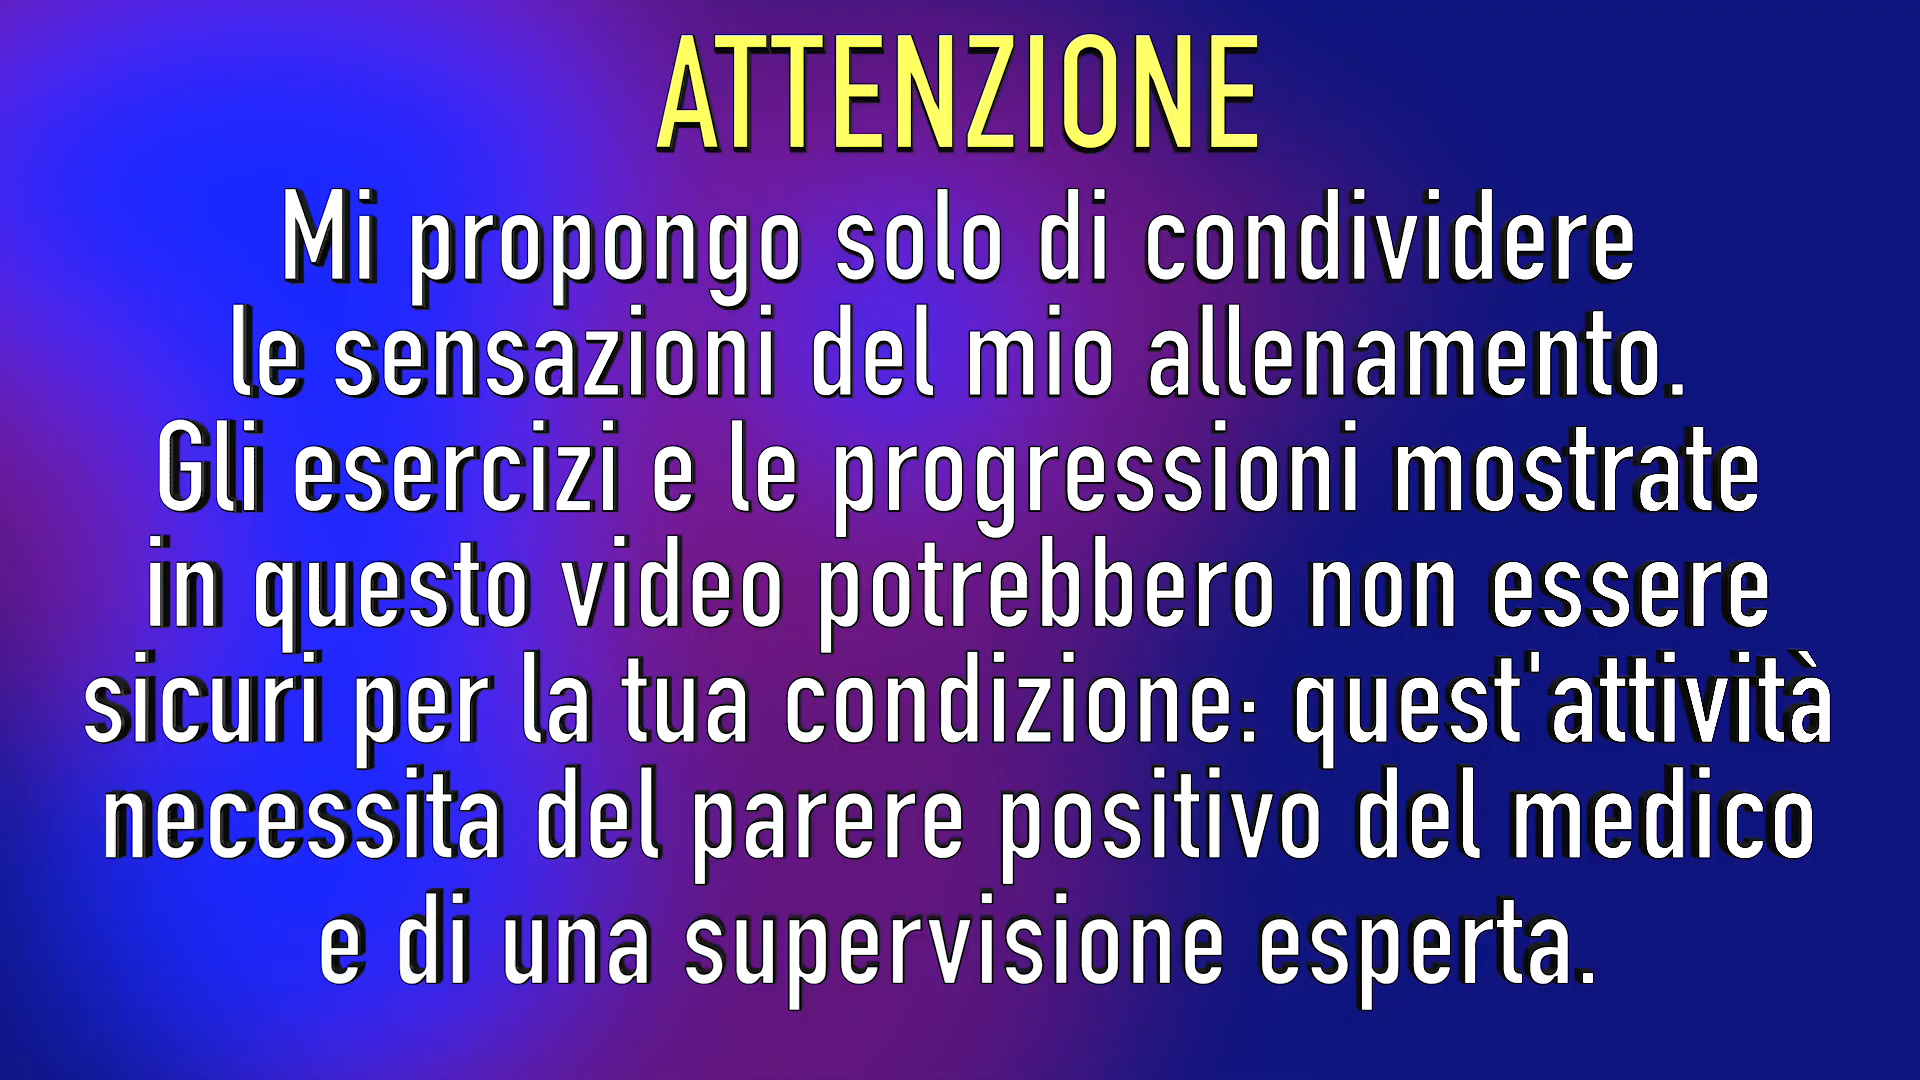 ATTENZIONE
Mi propongo solo di condividere
le sensazioni del mio allenamento.
Gli esercizi e le progressioni mostrate
in questo video potrebbero non essere
sicuri per la tua condizione: quest'attività
necessita del parere positivo del medico
e di una supervisione esperta.